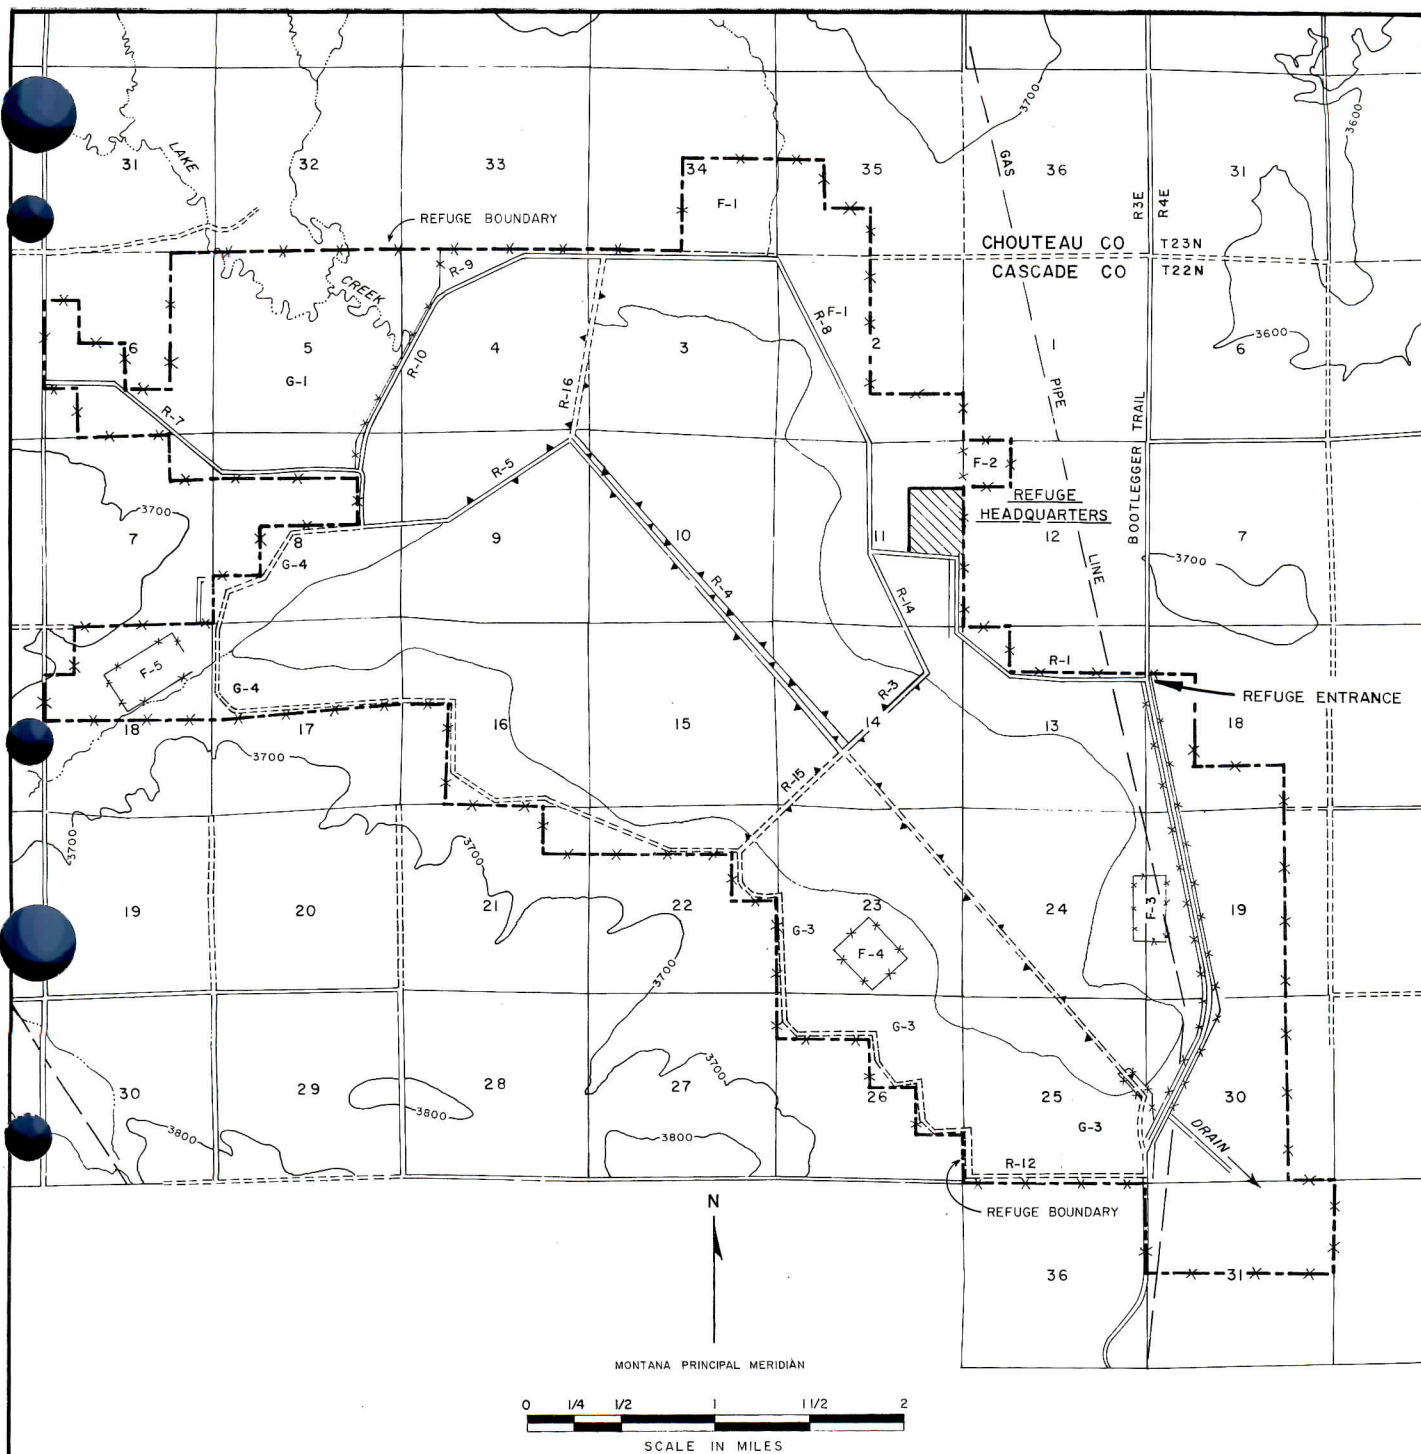 3700
3600
31
LAKE
32
33
34
35
GAS
36
31
R3E
R4E
F-1
REFUGE BOUNDARY
CHOUTEAU CO
T23N
CASCADE CO
T22N
R-9
CREEK
F-1
R-8
3600
6
5
4
3
2
1
6
G-1
R-10
PIPE
R-16
R-7
BOOTLEGGER TRAIL
R-5
F-2
REFUGE
HEADQUARTERS
3700
7
8
9
10
11
12
7
G-4
LINE
3700
R-4
R-14
F-5
R-1
G-4
R-3
REFUGE ENTRANCE
18
17
16
15
14
13
18
3700
R-15
3700
3700
19
20
21
22
23
24
F-3
19
G-3
F-4
3700
G-3
3700
30
29
28
27
26
25
30
3800
G-3
3800
3800
DRAIN
R-12
N
REFUGE BOUNDARY
36
31
MONTANA PRINCIPAL MERIDIAN
0 1/4 1/2 1 1 1/2 2
SCALE IN MILES